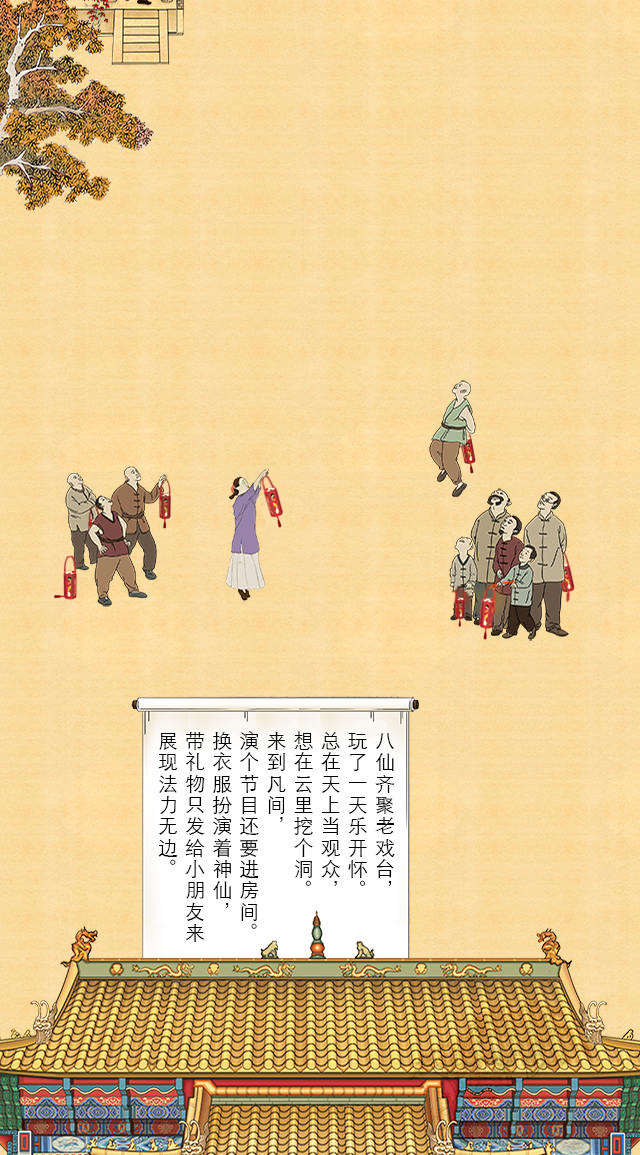 八仙齐聚老戏台，
玩了一天乐开怀。
总在天上当观众，
想在云里挖个洞。
来到凡间，
演个节目还要进房间。
换衣服扮演着神仙，
带礼物只发给小朋友来
展现法力无边。